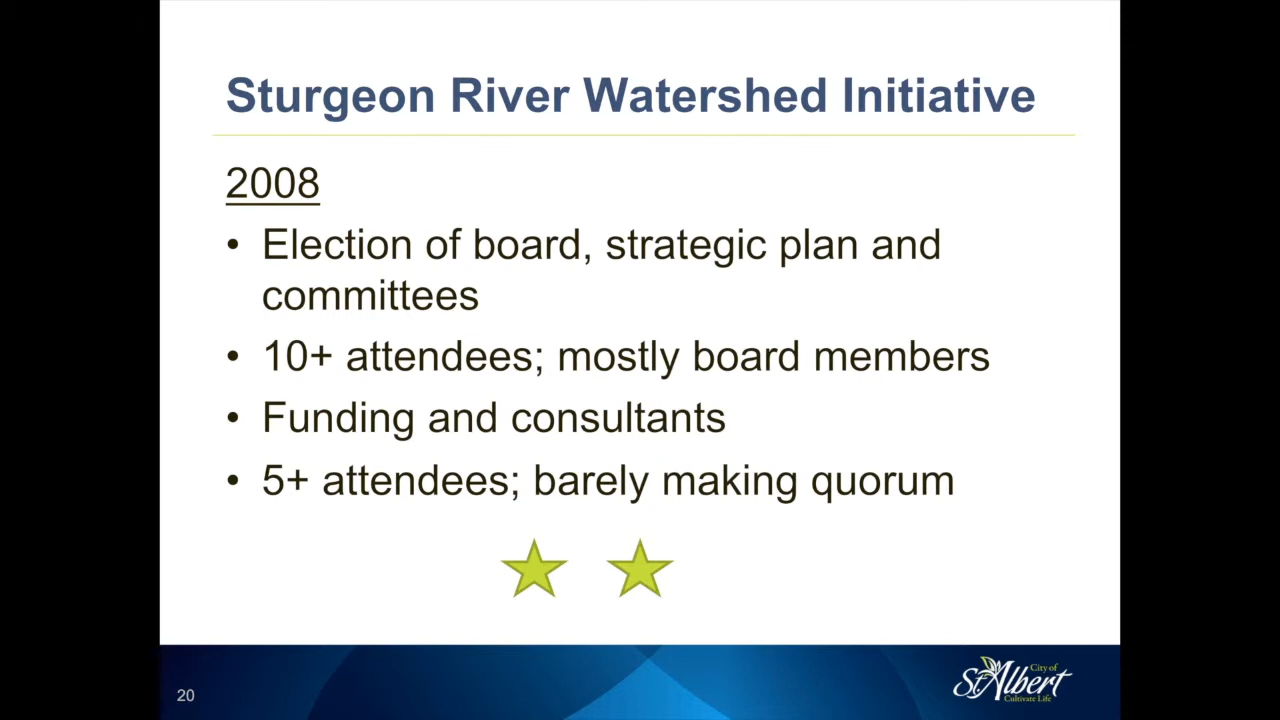 Sturgeon River Watershed Initiative
2008
• Election of board, strategic plan and
committees
• 10+ attendees; mostly board members
• Funding and consultants
• 5+ attendees; barely making quorum
20
City of
St. Albert
Cultivate Life